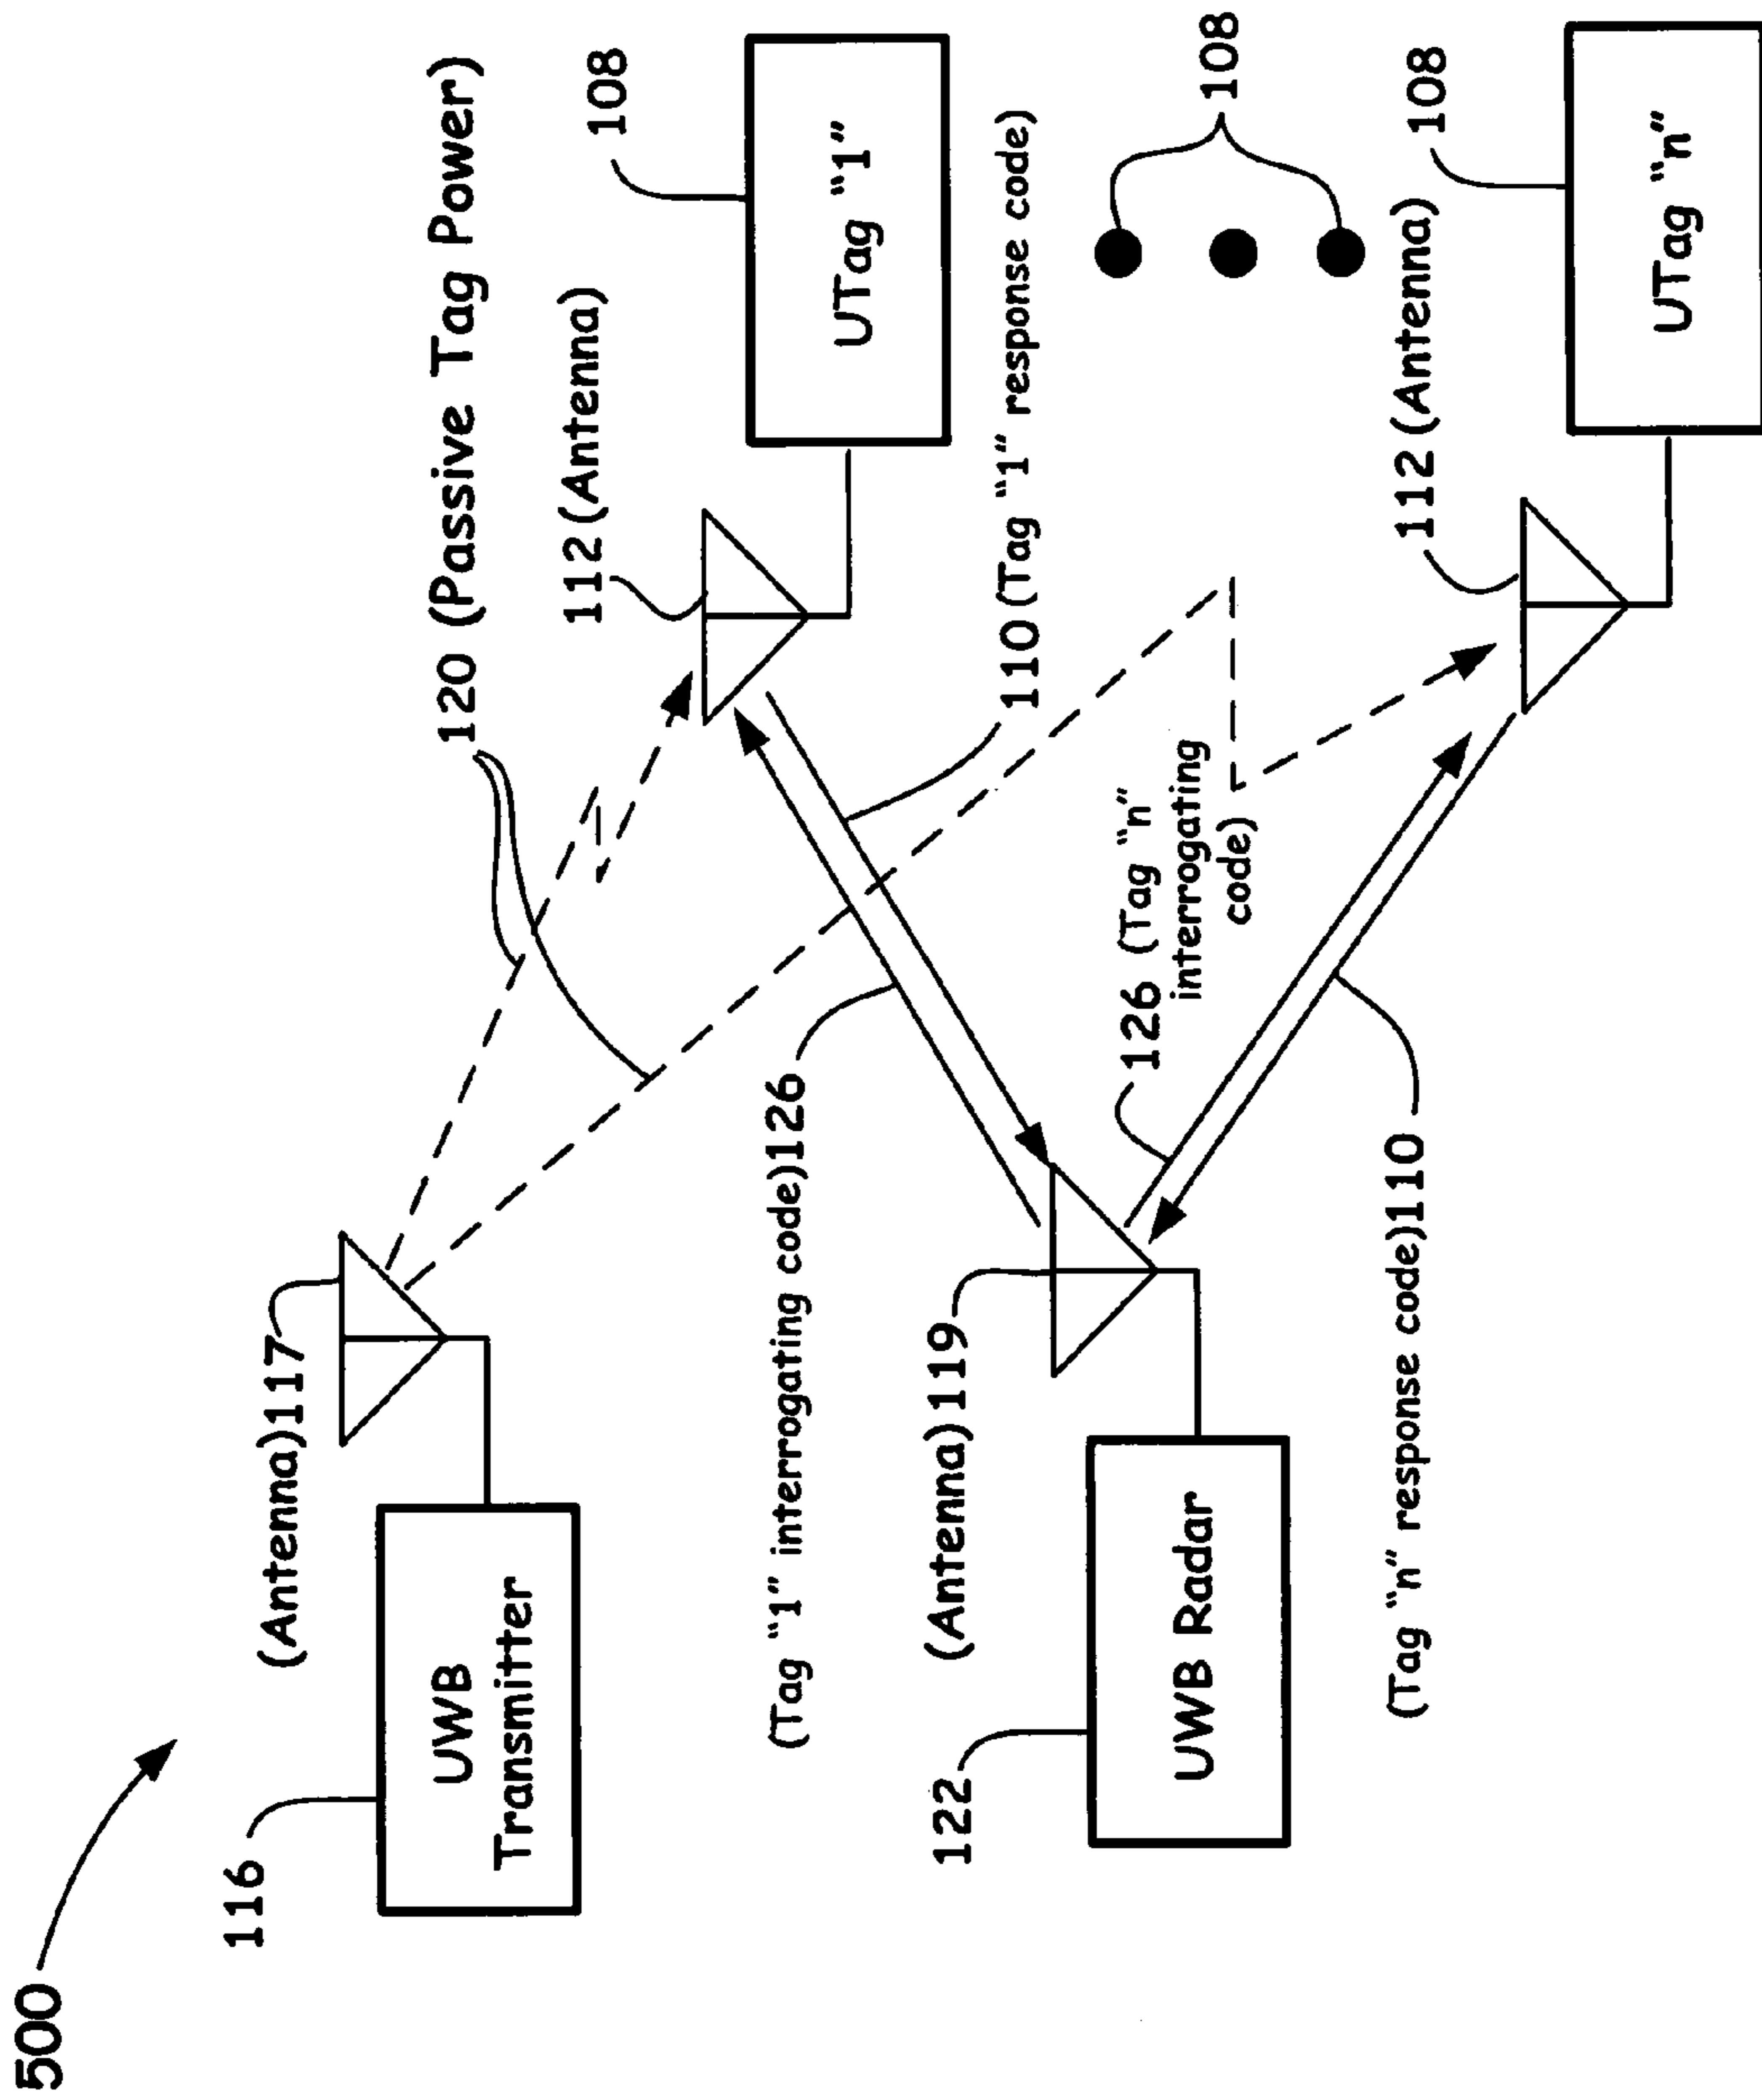 500
116
UWB
Transmitter
(Antenna)117
120 (Passive Tag Power)
112 (Antenna)
108
UTag “1”
(Tag “1” interrogating code)126
110 (Tag “1” response code)
122
UWB Radar
(Antenna)119
126 (Tag “n”
interrogating
code)
108
(Tag “n” response code)110
112 (Antenna)
108
UTag “n”